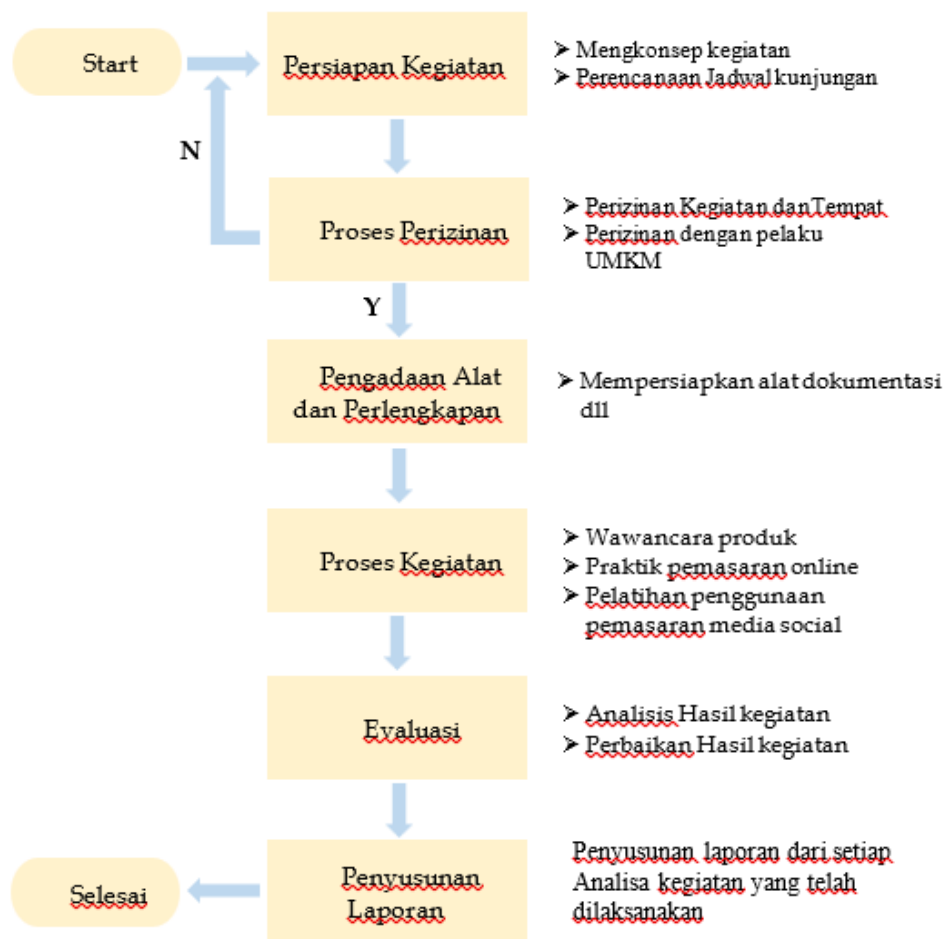 Start
Persiapan Kegiatan
➤ Mengkonsep kegiatan
➤ Perencanaan Jadwal kunjungan
N
Proses Perizinan
➤ Perizinan Kegiatan dan Tempat
➤ Perizinan dengan pelaku
UMKM
Y
Pengadaan Alat
dan Perlengkapan
➤ Mempersiapkan alat dokumentasi
dll
Proses Kegiatan
➤ Wawancara produk
➤ Praktik pemasaran online
➤ Pelatihan penggunaan
pemasaran media social
Evaluasi
➤ Analisis Hasil kegiatan
➤ Perbaikan Hasil kegiatan
Penyusunan
Laporan
Penyusunan laporan dari setiap
Analisa kegiatan yang telah
dilaksanakan
Selesai